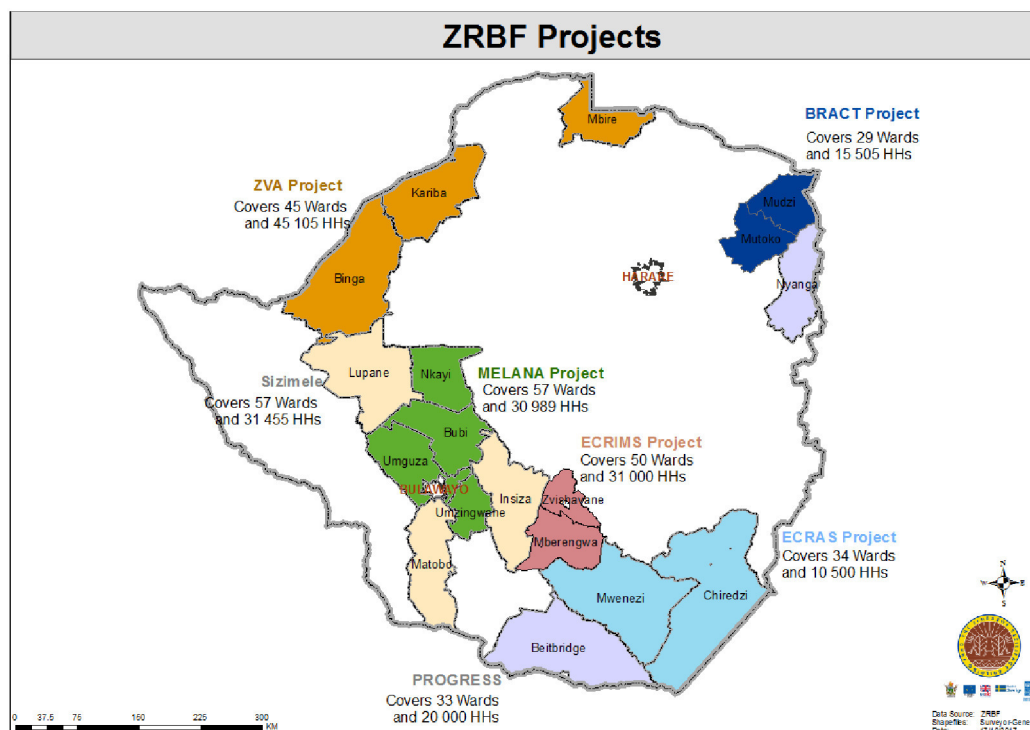 ZRBF Projects
Mbire
BRACT Project
Covers 29 Wards
and 15 505 HHs
ZVA Project
Covers 45 Wards
and 45 105 HHs
Kariba
Mudzi
Mutoko
Binga
HARARE
Nyanga
Lupane
Nkayi
MELANA Project
Covers 57 Wards
and 30 989 HHs
Sizimele
Covers 57 Wards
and 31 455 HHs
Bubi
Umguza
ECRIMS Project
Covers 50 Wards
and 31 000 HHs
BULAWAYO
Insiza
Zvishavane
Umzingwane
Mberengwa
ECRAS Project
Covers 34 Wards
and 10 500 HHs
Matobo
Mwenezi
Chiredzi
N
W E
S
Beitbridge
PROGRESS
Covers 33 Wards
and 20 000 HHs
0 37.5 75 150 225 300
KM
Data Source: ZRBF
Shapefiles: Surveyor-Gene